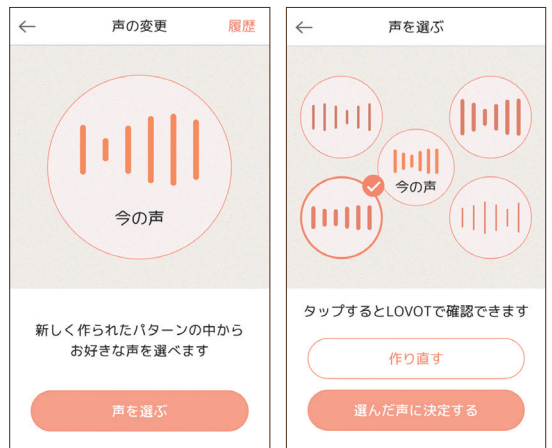 声の変更
履歴
今の声
新しく作られたパターンの中から
お好きな声を選べます
声を選ぶ
声を選ぶ
今の声
タップするとLOVOTで確認できます
作り直す
選んだ声に決定する